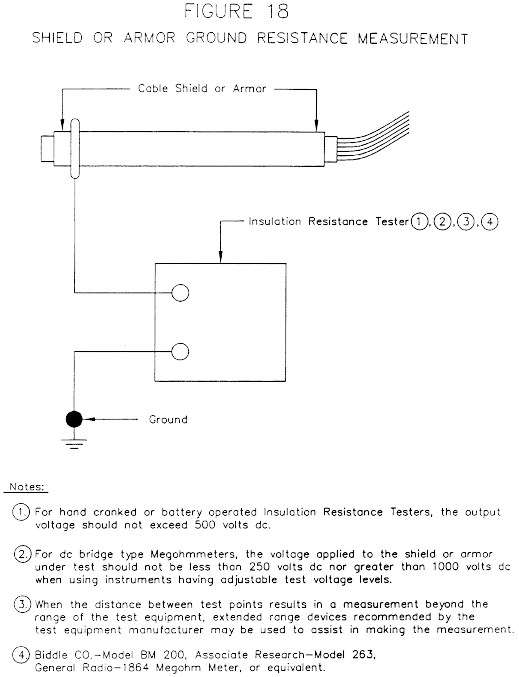 FIGURE 18
SHIELD OR ARMOR GROUND RESISTANCE MEASUREMENT
Cable Shield or Armor
Insulation Resistance Tester 1, 2, 3, 4
Ground
Notes:
1. For hand cranked or battery operated Insulation Resistance Testers, the output
voltage should not exceed 500 volts dc.
2. For dc bridge type Megohmmeters, the voltage applied to the shield or armor
under test should not be less than 250 volts dc nor greater than 1000 volts dc
when using instruments having adjustable test voltage levels.
3. When the distance between test points results in a measurement beyond the
range of the test equipment, extended range devices recommended by the
test equipment manufacturer may be used to assist in making the measurement.
4. Biddle CO.-Model BM 200, Associate Research-Model 263,
General Radio-1864 Megohm Meter, or equivalent.